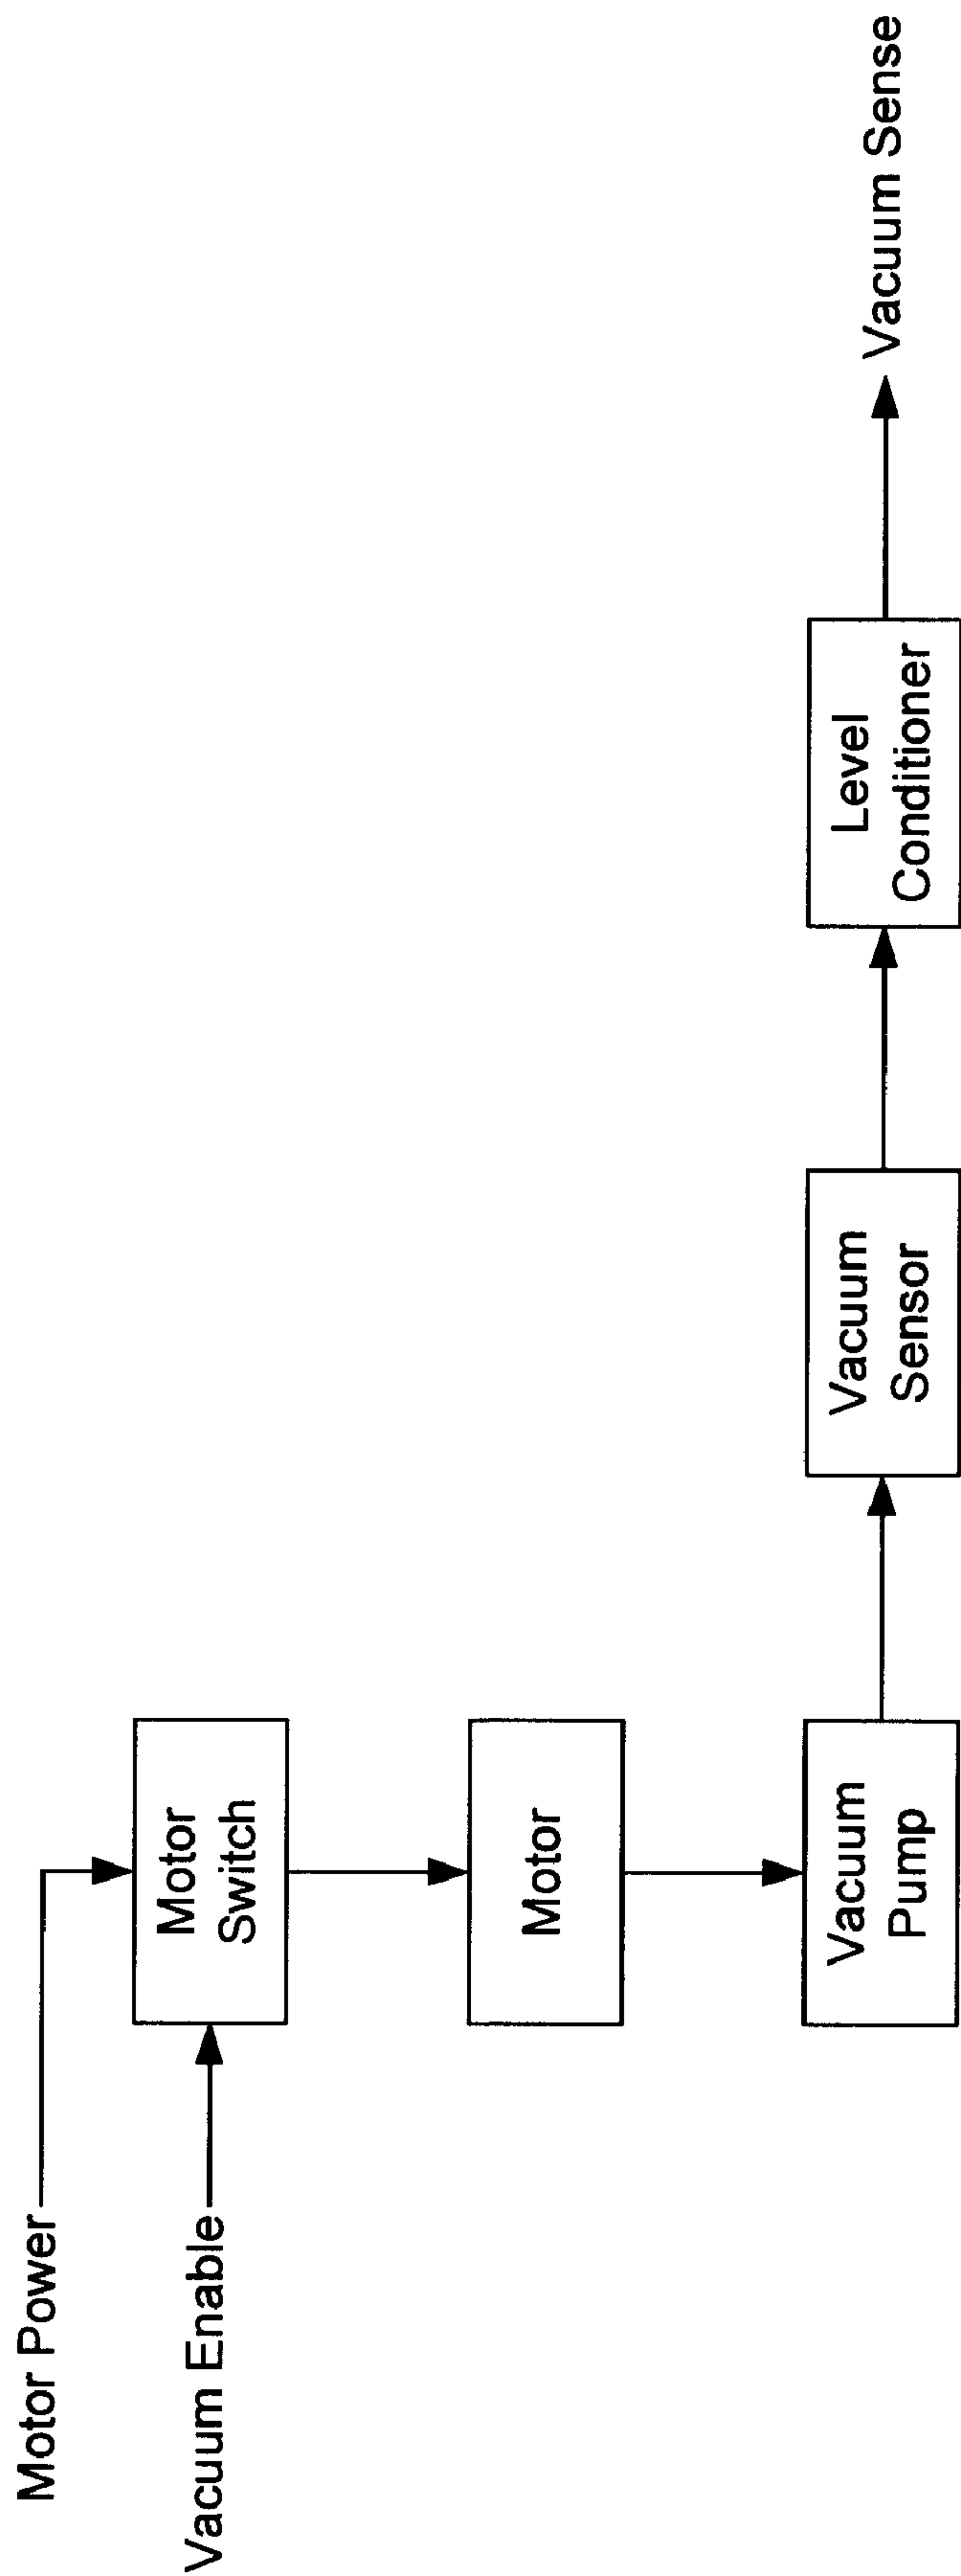 Motor Power
Vacuum Enable
Motor
Switch
Motor
Vacuum
Pump
Vacuum
Sensor
Level
Conditioner
Vacuum Sense